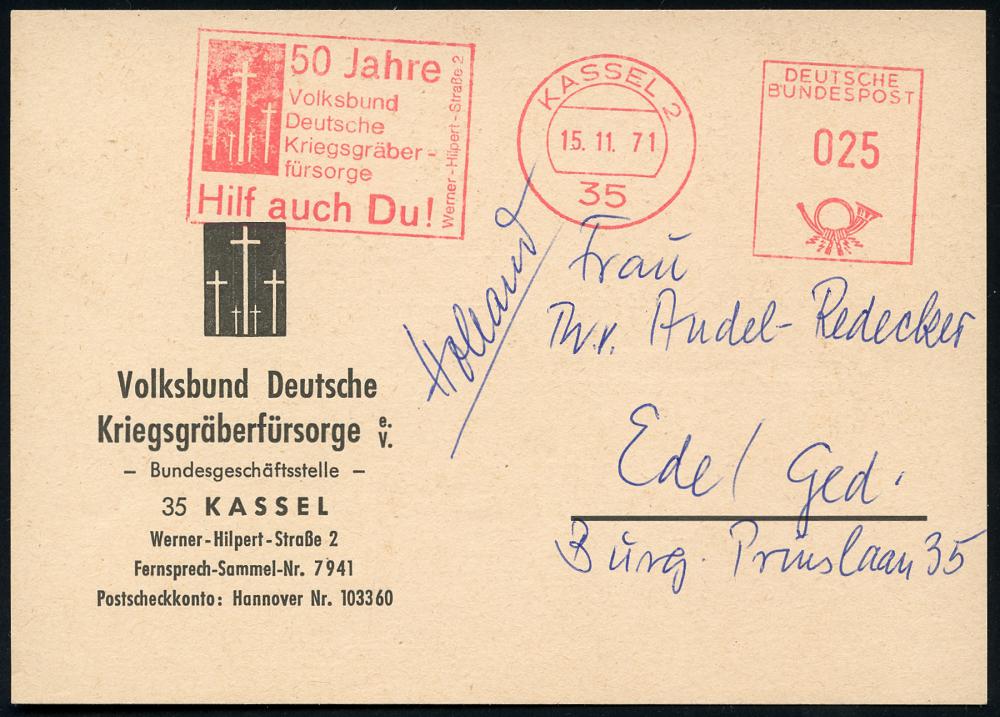 50 Jahre
Volksbund
Deutsche
Kriegsgräber-
fürsorge
Hilf auch Du!
Werner-Hilpert-Straße 2
KASSEL 2
15.11.71
35
DEUTSCHE
BUNDESPOST
025
Holland
Frau
Andel-Redecker
Ede / Ged.
Burg. Prinslaan 35
Volksbund Deutsche
Kriegsgräberfürsorge e. V.
– Bundesgeschäftsstelle –
35 KASSEL
Werner-Hilpert-Straße 2
Fernsprech-Sammel-Nr. 7941
Postscheckkonto: Hannover Nr. 103360